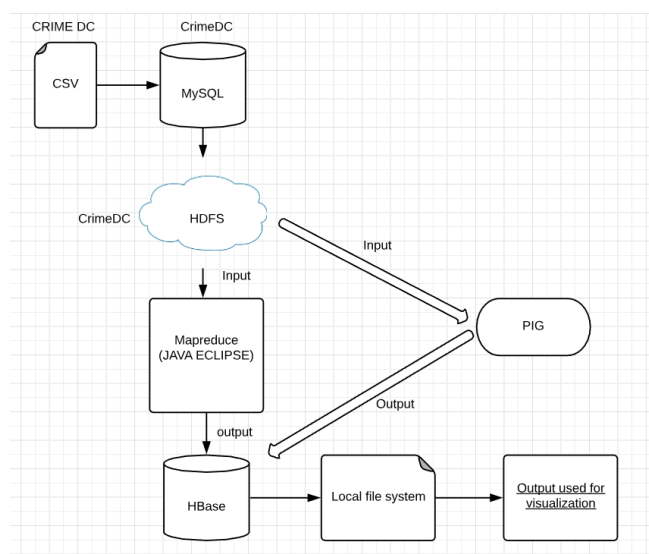 CRIME DC
CrimeDC
CSV
MySQL
CrimeDC
HDFS
Input
Input
Mapreduce
(JAVA ECLIPSE)
PIG
Output
output
HBase
Local file system
Output used for
visualization